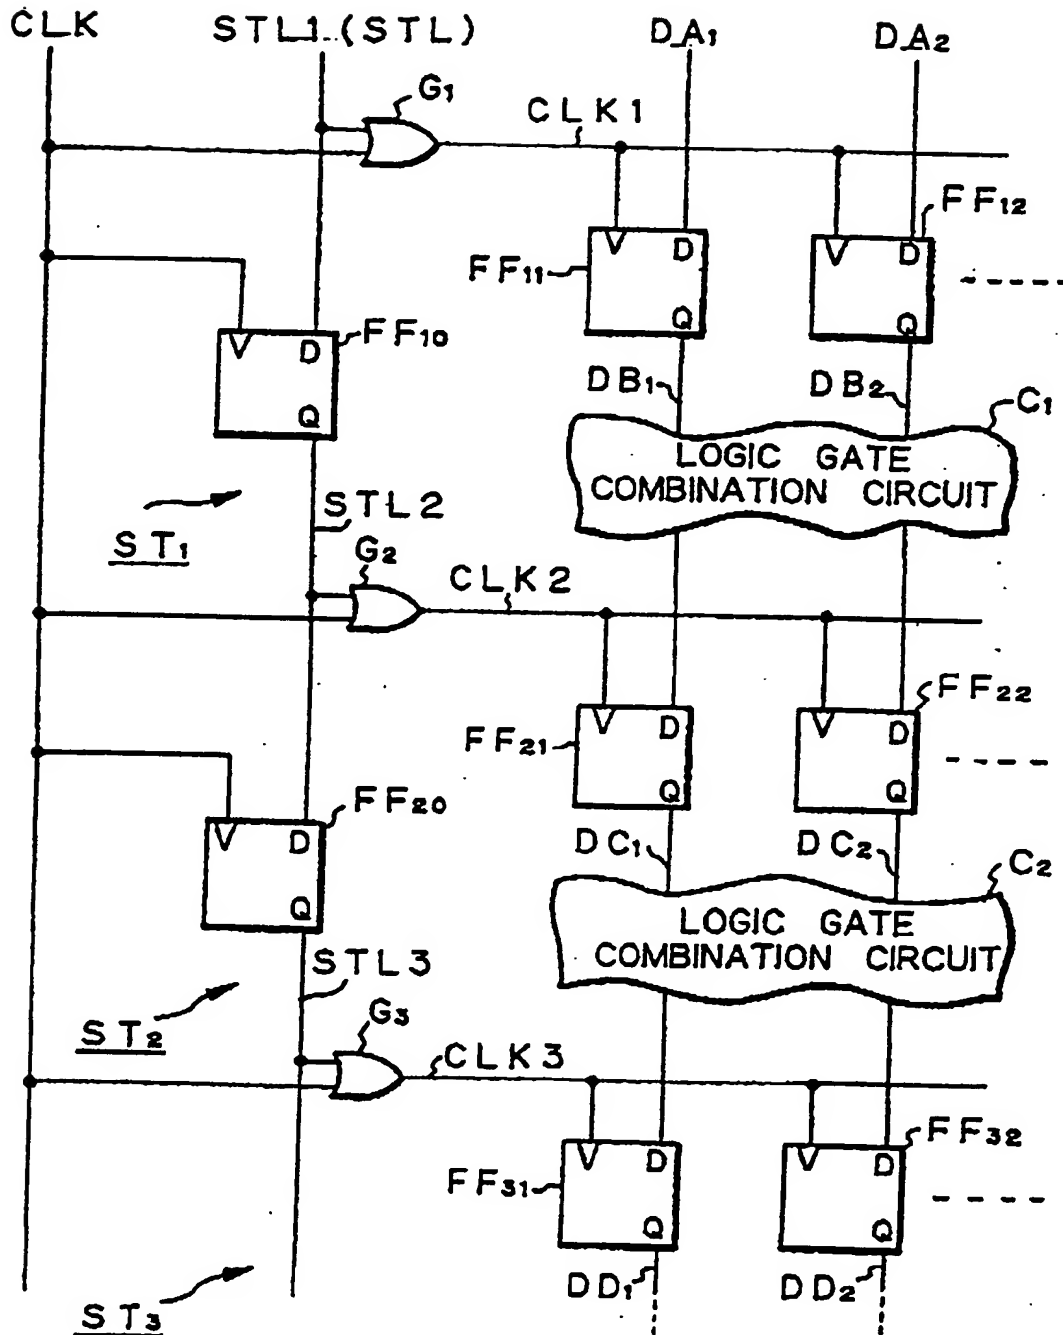 CLK STL1 (STL) DA1 DA2
G1 CLK1
FF12
V D V D
FF11
Q Q
FF10
V D
Q
DB1 DB2 C1
LOGIC GATE
COMBINATION CIRCUIT
STL2
ST1
G2 CLK2
FF22
V D V D
FF21
Q Q
FF20
V D
Q
DC1 DC2 C2
LOGIC GATE
COMBINATION CIRCUIT
STL3
ST2
G3 CLK3
FF32
V D V D
FF31
Q Q
DD1 DD2
ST3